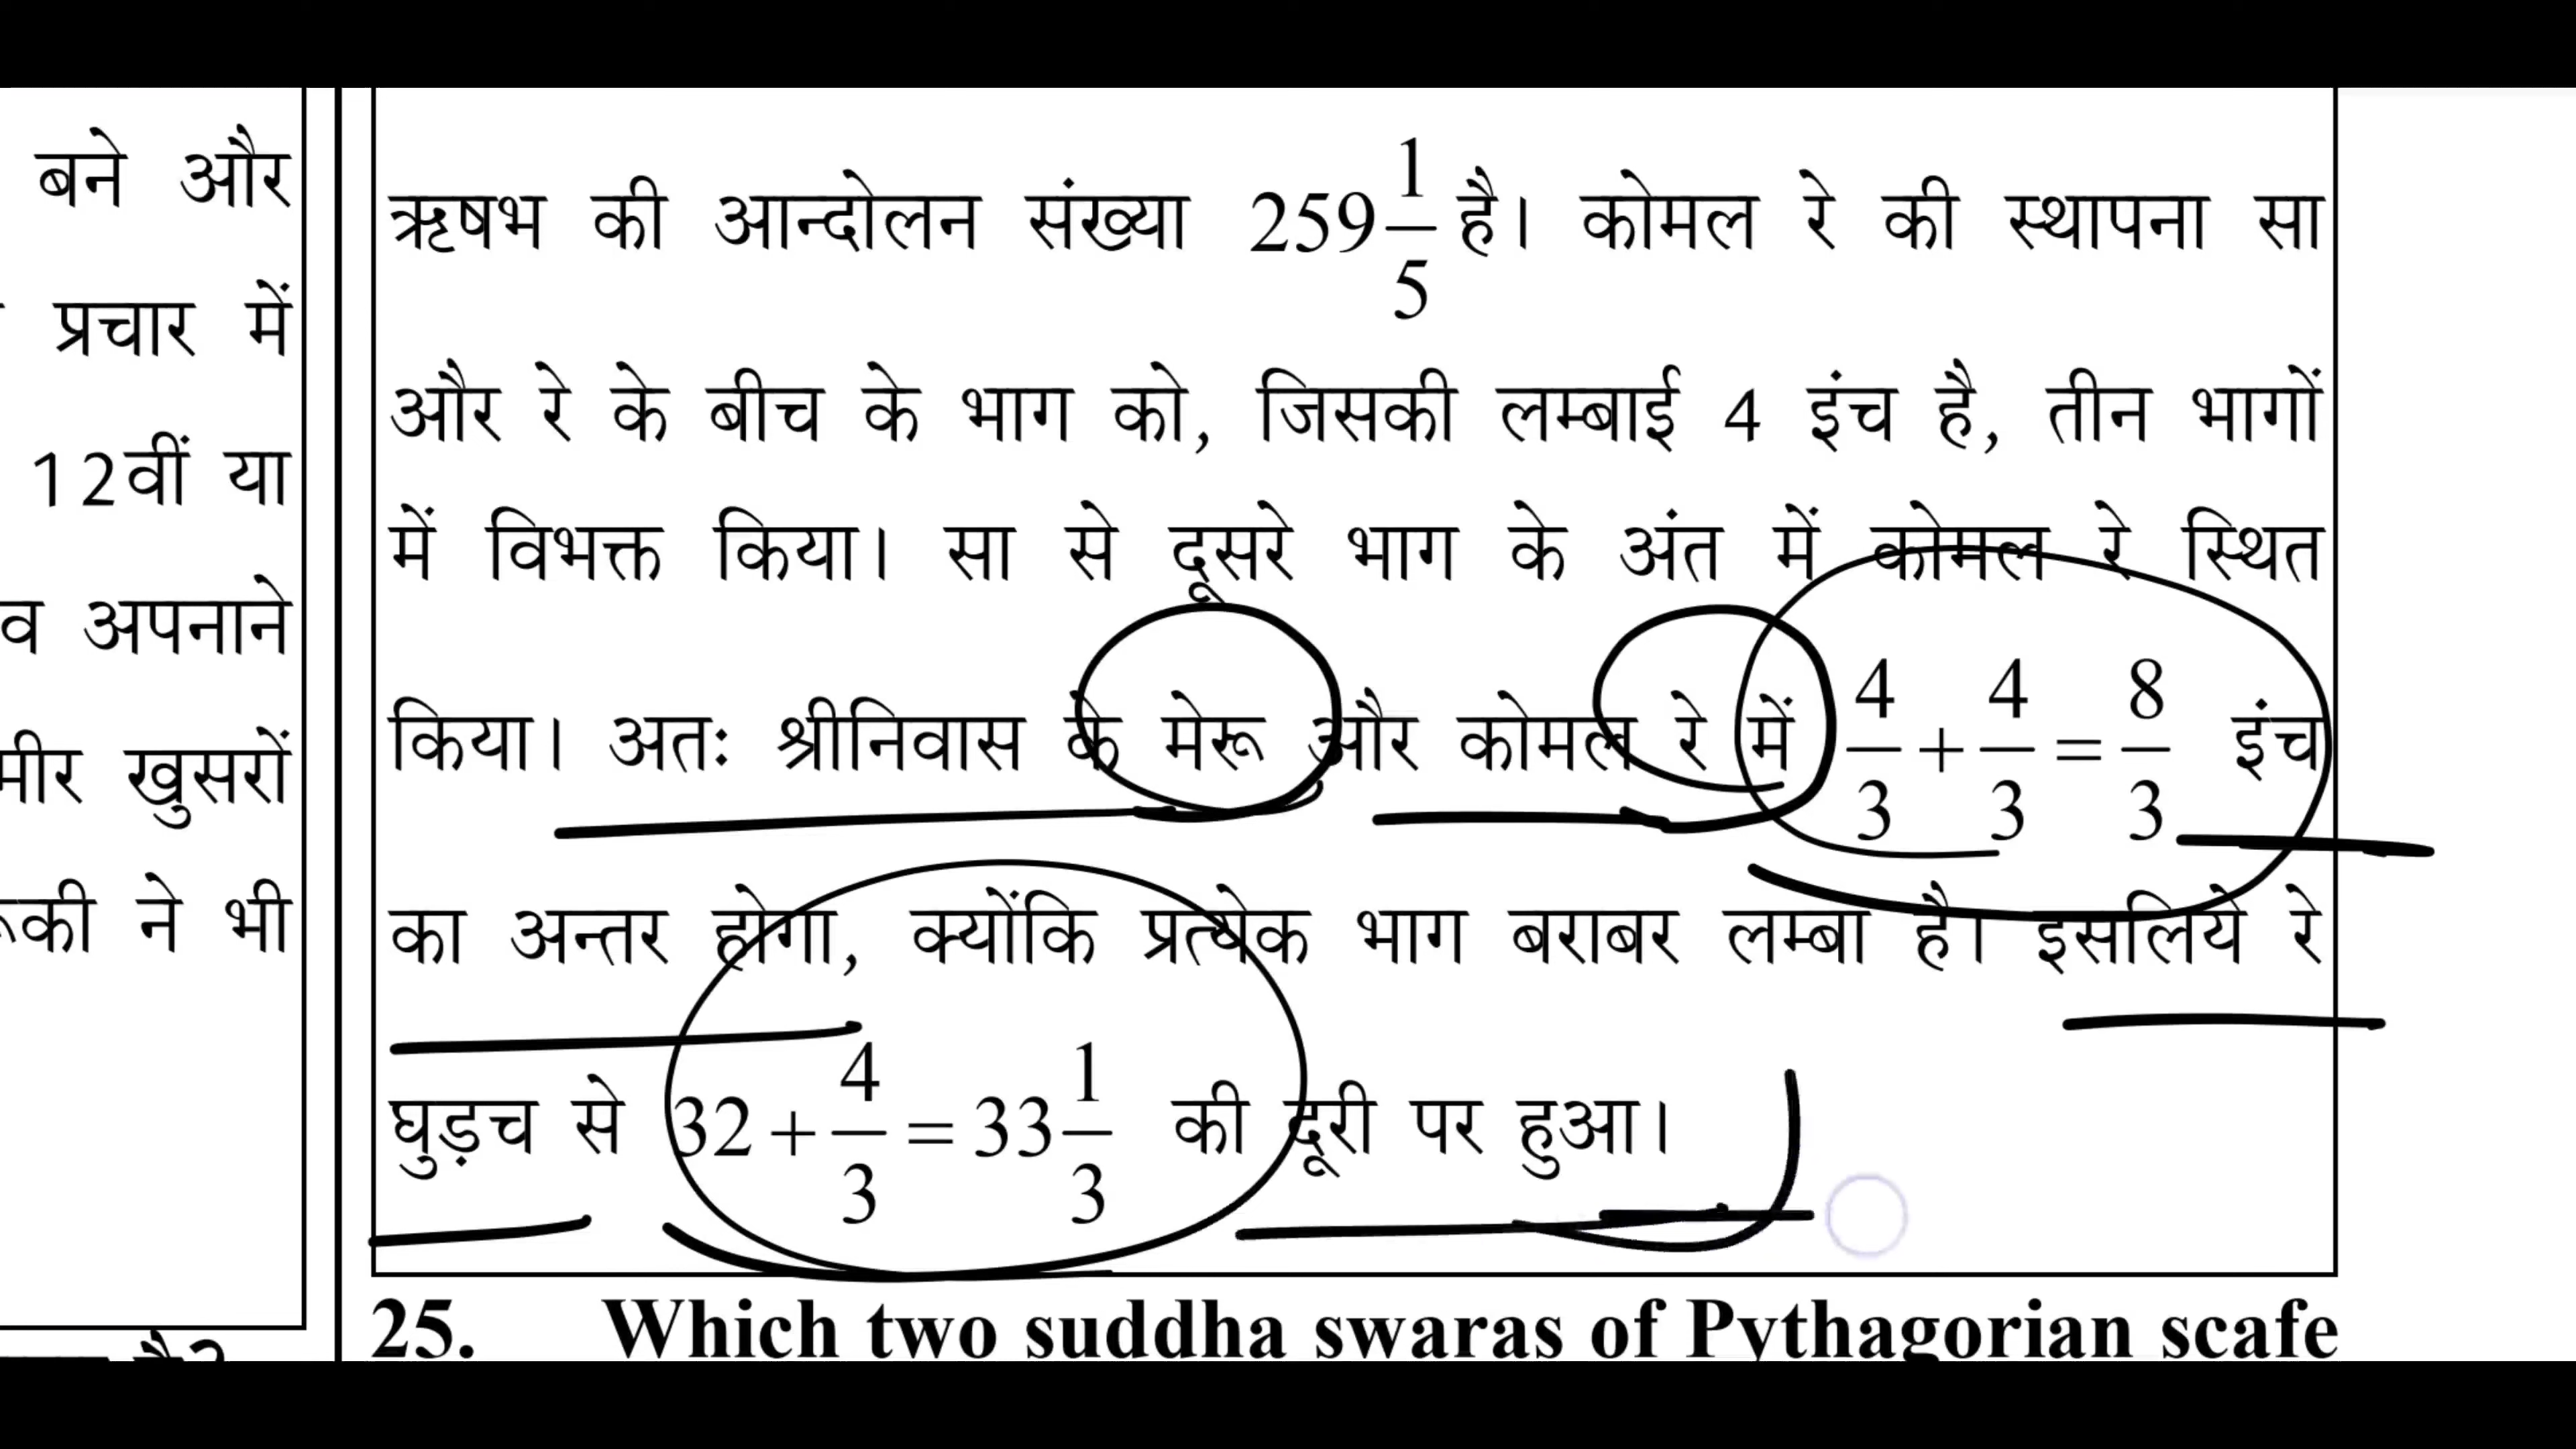 बने और
प्रचार में
12वीं या
व अपनाने
मीर खुसरों
ने भी
ऋषभ की आन्दोलन संख्या 259 1/5 है। कोमल रे की स्थापना सा
और रे के बीच के भाग को, जिसकी लम्बाई 4 इंच है, तीन भागों
में विभक्त किया। सा से दूसरे भाग के अंत में कोमल रे स्थित
किया। अतः श्रीनिवास के मेरू और कोमल रे में 4/3 + 4/3 = 8/3 इंच
का अन्तर होगा, क्योंकि प्रत्येक भाग बराबर लम्बा है। इसलिये रे
घुड़च से 32 + 4/3 = 33 1/3 की दूरी पर हुआ।
25. Which two suddha swaras of Pythagorian scafe